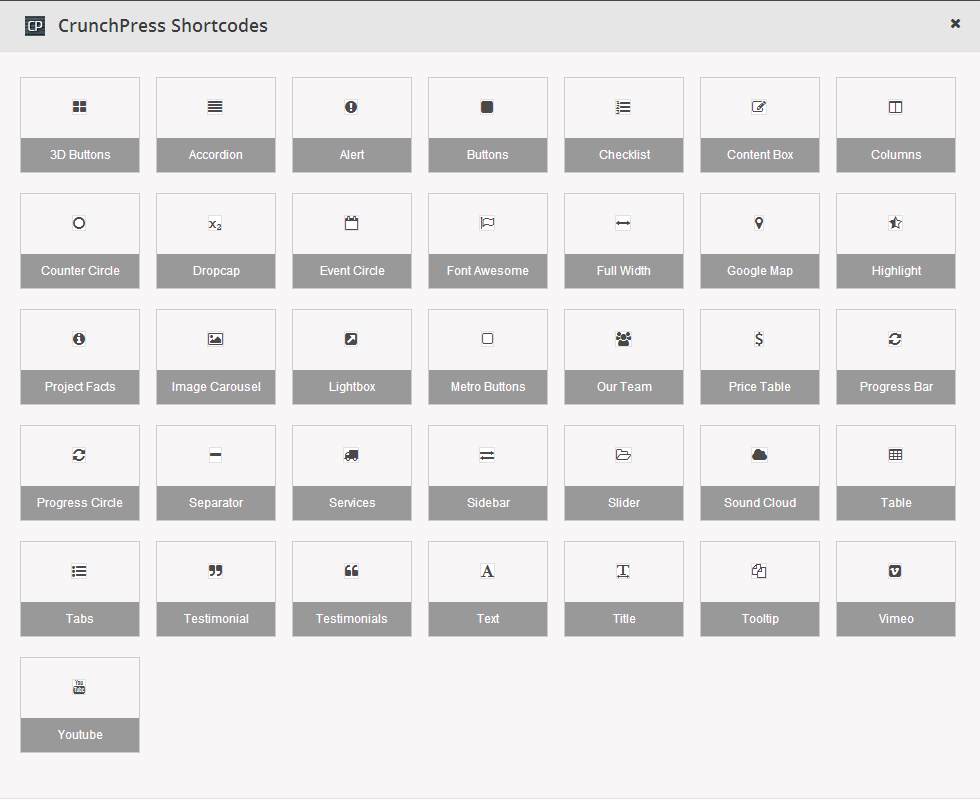 CP CrunchPress Shortcodes
3D Buttons Accordion Alert Buttons Checklist Content Box Columns
Counter Circle Dropcap Event Circle Font Awesome Full Width Google Map Highlight
Project Facts Image Carousel Lightbox Metro Buttons Our Team Price Table Progress Bar
Progress Circle Separator Services Sidebar Slider Sound Cloud Table
Tabs Testimonial Testimonials Text Title Tooltip Vimeo
You
Tube
Youtube